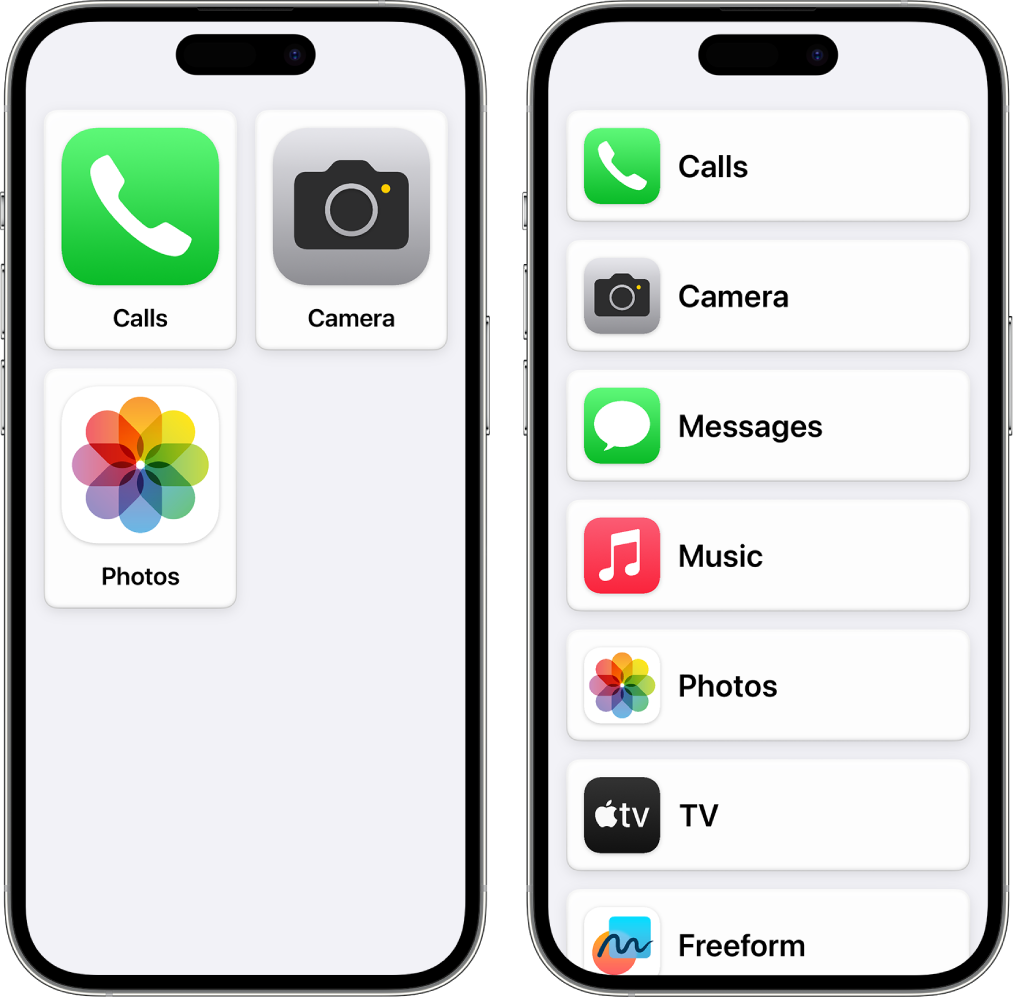 Calls
Camera
Photos
Calls
Camera
Messages
Music
Photos
tv
TV
Freeform